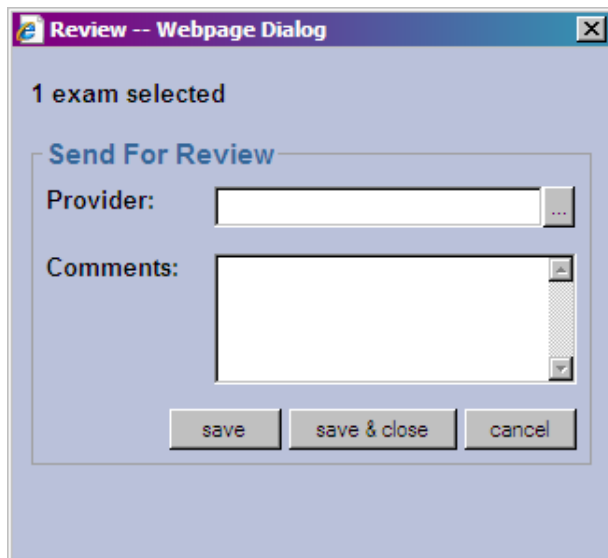 Review -- Webpage Dialog
1 exam selected
Send For Review
Provider:
...
Comments:
save save & close cancel